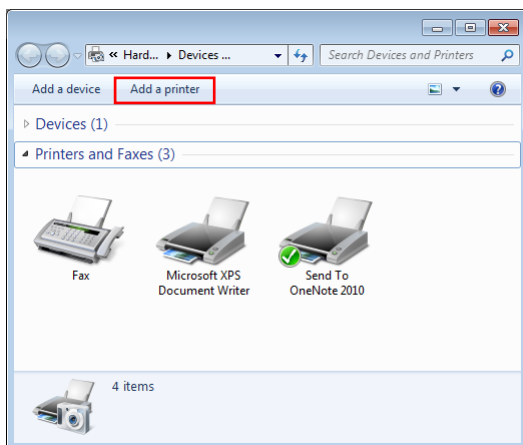 « Hard... Devices ... Search Devices and Printers
Add a device Add a printer
Devices (1)
Printers and Faxes (3)
Fax
Microsoft XPS
Document Writer
Send To
OneNote 2010
4 items